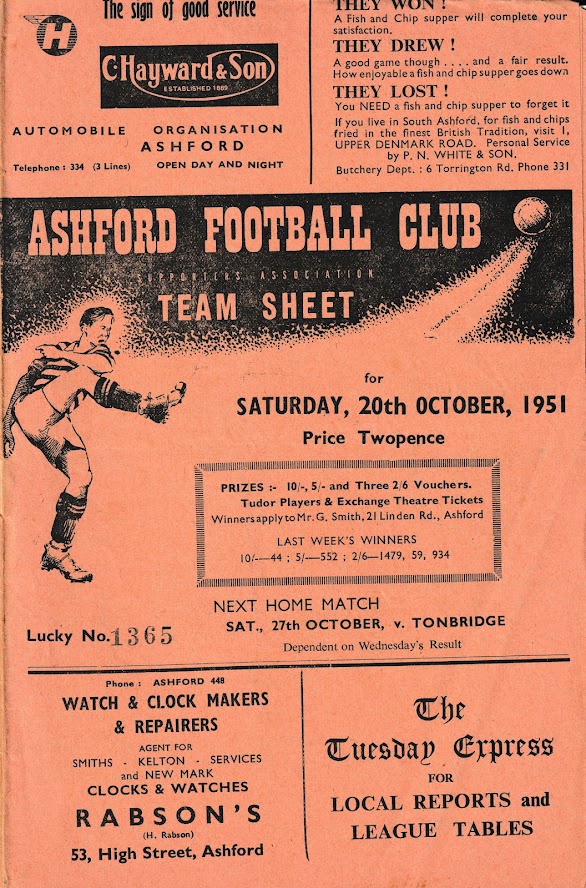 The sign of good service
H
C. Hayward & Son
ESTABLISHED 1889
AUTOMOBILE ORGANISATION
ASHFORD
Telephone : 334 (3 Lines) OPEN DAY AND NIGHT
THEY WON !
A Fish and Chip supper will complete your
satisfaction.
THEY DREW !
A good game though . . . . and a fair result.
How enjoyable a fish and chip supper goes down
THEY LOST !
You NEED a fish and chip supper to forget it
If you live in South Ashford, for fish and chips
fried in the finest British Tradition, visit 1,
UPPER DENMARK ROAD. Personal Service
by P. N. WHITE & SON.
Butchery Dept. : 6 Torrington Rd. Phone 331
ASHFORD FOOTBALL CLUB
SUPPORTERS ASSOCIATION
TEAM SHEET
for
SATURDAY, 20th OCTOBER, 1951
Price Twopence
PRIZES :- 10/-, 5/- and Three 2/6 Vouchers.
Tudor Players & Exchange Theatre Tickets
Winners apply to Mr. G. Smith, 21 Linden Rd., Ashford
LAST WEEK'S WINNERS
10/-—44 ; 5/-—552 ; 2/6—1479, 59, 934
NEXT HOME MATCH
SAT., 27th OCTOBER, v. TONBRIDGE
Dependent on Wednesday's Result
Lucky No. 1365
Phone : ASHFORD 448
WATCH & CLOCK MAKERS
& REPAIRERS
AGENT FOR
SMITHS - KELTON - SERVICES
and NEW MARK
CLOCKS & WATCHES
RABSON'S
(H. Rabson)
53, High Street, Ashford
The
Tuesday Express
FOR
LOCAL REPORTS and
LEAGUE TABLES